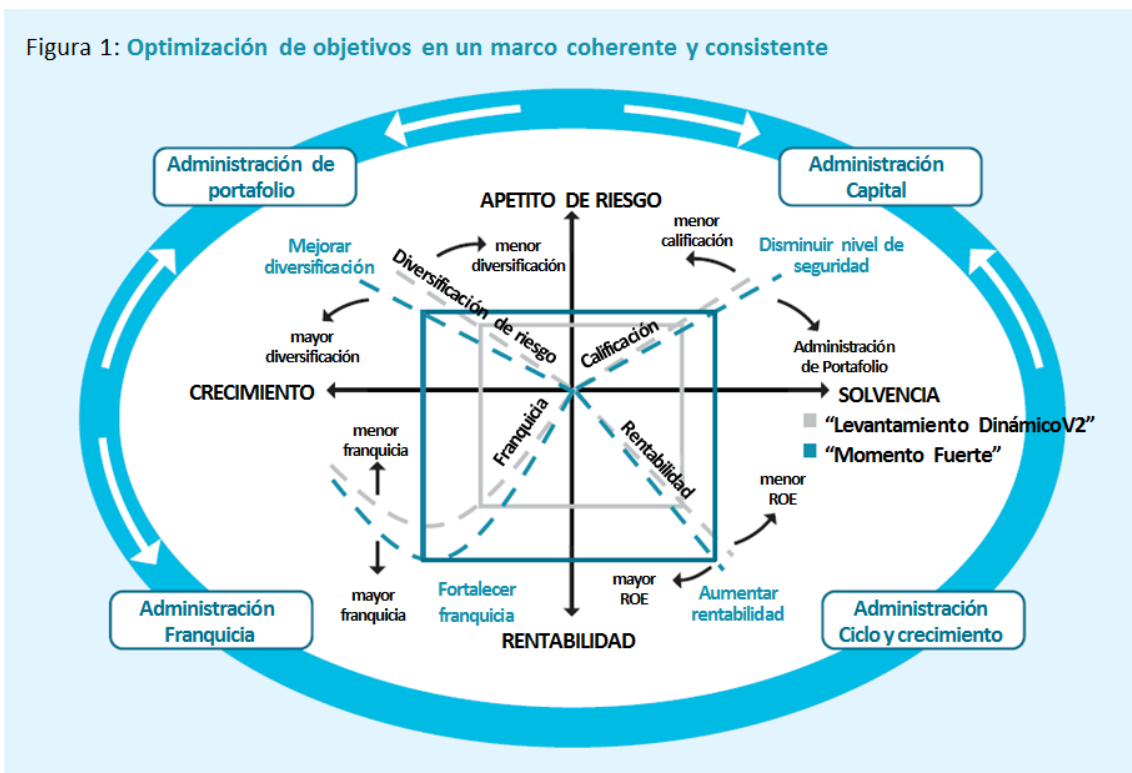 Figura 1: Optimización de objetivos en un marco coherente y consistente
Administración de
portafolio
Administración
Capital
APETITO DE RIESGO
Mejorar
diversificación
menor
diversificación
menor
calificación
Disminuir nivel de
seguridad
Diversificación de riesgo
Calificación
mayor
diversificación
Administración
de Portafolio
CRECIMIENTO
SOLVENCIA
"Levantamiento DinámicoV2"
"Momento Fuerte"
menor
franquicia
Franquicia
Rentabilidad
menor
ROE
mayor
franquicia
Fortalecer
franquicia
mayor
ROE
Aumentar
rentabilidad
Administración
Franquicia
RENTABILIDAD
Administración
Ciclo y crecimiento